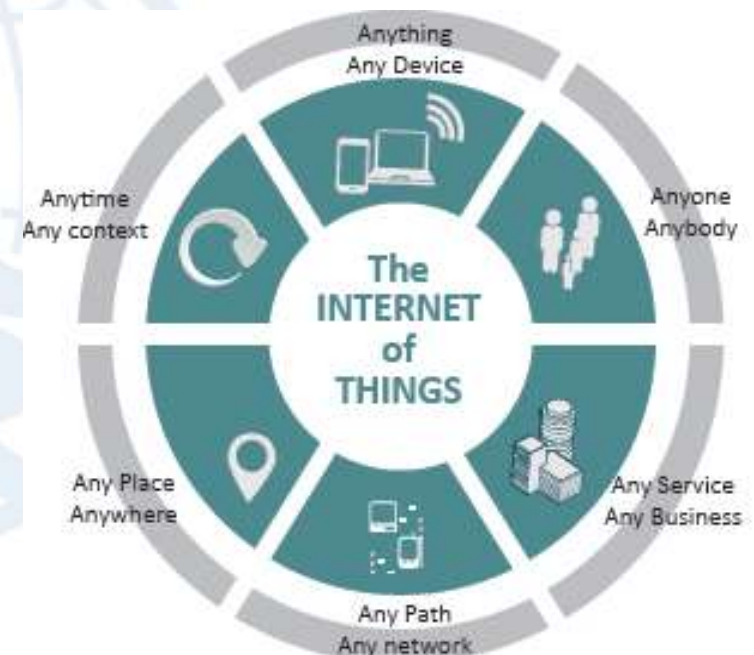 Anything
Any Device
Anyone
Anybody
Any Service
Any Business
Any Path
Any network
Any Place
Anywhere
Anytime
Any context
The
INTERNET
of
THINGS